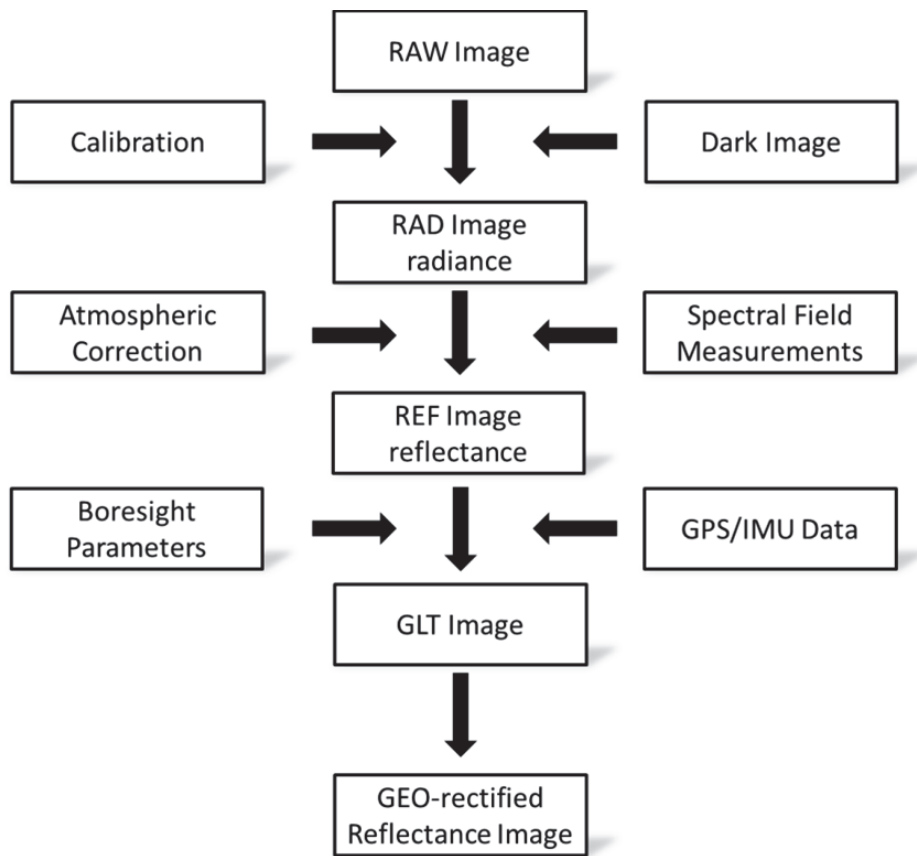 RAW Image
Calibration
Dark Image
RAD Image
radiance
Atmospheric
Correction
Spectral Field
Measurements
REF Image
reflectance
Boresight
Parameters
GPS/IMU Data
GLT Image
GEO-rectified
Reflectance Image